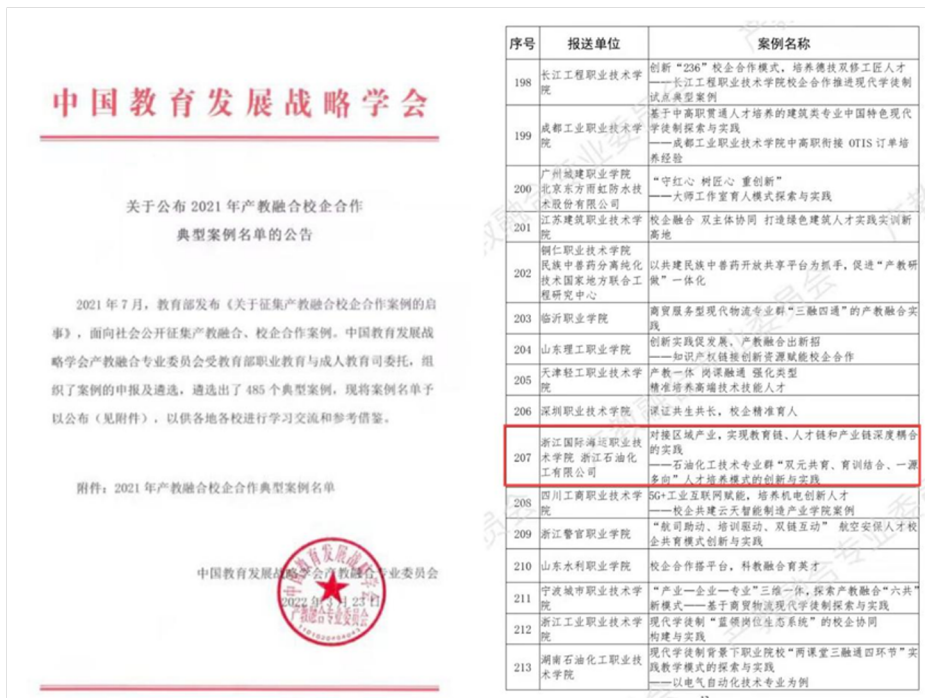 中国教育发展战略学会
关于公布 2021 年产教融合校企合作
典型案例名单的公告
2021 年 7 月，教育部发布《关于征集产教融合校企合作案例的启
事》，面向社会公开征集产教融合、校企合作案例。中国教育发展战
略学会产教融合专业委员会受教育部职业教育与成人教育司委托，组
织了案例的申报及遴选，遴选出了 485 个典型案例，现将案例名单予
以公布（见附件），以供各地各校进行学习交流和参考借鉴。
附件：2021 年产教融合校企合作典型案例名单
中国教育发展战略学会产教融合专业委员会
2022 年 3 月 23 日
中国教育发展战略学会
产教融合专业委员会
序号 报送单位 案例名称
198
长江工程职业技术学
院
创新“236”校企合作模式，培养德技双修工匠人才
——长江工程职业技术学院校企合作推进现代学徒制
试点典型案例
199
成都工业职业技术学
院
基于中高职贯通人才培养的建筑类专业中国特色现代
学徒制探索与实践
——成都工业职业技术学院中高职衔接 OTIS 订单培
养经验
200
广州城建职业学院
北京东方雨虹防水技
术股份有限公司
“守红心 树匠心 重创新”
——大师工作室育人模式探索与实践
201
江苏建筑职业技术学
院
校企融合 双主体协同 打造绿色建筑人才实践实训新
高地
202
铜仁职业技术学院
民族中兽药分离纯化
技术国家地方联合工
程研究中心
以共建民族中兽药开放共享平台为抓手，促进“产教研
做”一体化
203
临沂职业学院
商贸服务型现代物流专业群“三融四通”的产教融合实
践
204
山东理工职业学院
创新实践促发展，产教融合出新招
——知识产权链接创新资源赋能校企合作
205
天津轻工职业技术学
院
产教一体 岗课融通 强化类型
精准培养高端技术技能人才
206
深圳职业技术学院
课证共生共长，校企精准育人
207
浙江国际海运职业技
术学院 浙江石油化
工有限公司
对接区域产业，实现教育链、人才链和产业链深度耦合
的实践
——石油化工技术专业群“双元共育、育训结合、一源
多向”人才培养模式的创新与实践
208
四川工商职业技术学
院
5G+工业互联网赋能，培养机电创新人才
——校企共建云天智能制造产业学院案例
209
浙江警官职业学院
“航司助动、培训驱动、双链互动” 航空安保人才校
企共育模式创新与实践
210
山东水利职业学院
校企合作搭平台，科教融合育英才
211
宁波城市职业技术学
院
“产业—企业—专业”三维一体，探索产教融合“六共”
新模式——基于商贸物流现代学徒制探索与实践
212
浙江工业职业技术学
院
现代学徒制“蓝领岗位生态系统”的校企协同
构建与实践
213
湖南石油化工职业技
术学院
现代学徒制背景下职业院校“两课堂三融通四环节”实
践教学模式的探索与实践
——以电气自动化技术专业为例